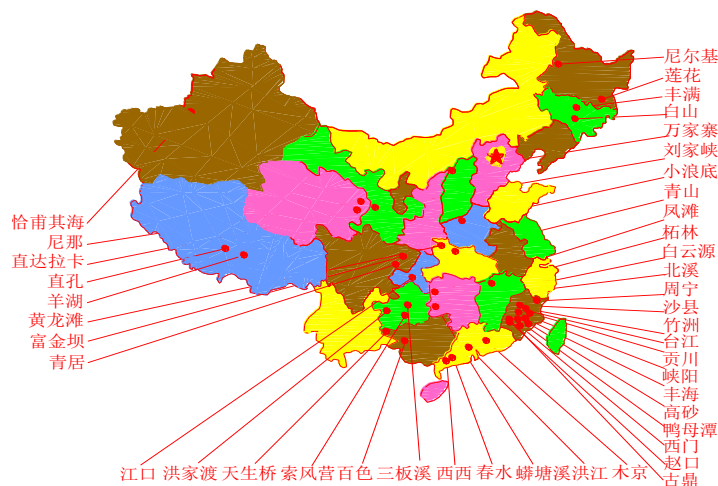 尼尔基
莲花
丰满
白山
万家寨
刘家峡
小浪底
青山
凤滩
柘林
白云源
北溪
周宁
沙县
竹洲
台江
贡川
峡阳
丰海
高砂
鸭母潭
西门
赵口
古鼎
恰甫其海
尼那
直达拉卡
直孔
羊湖
黄龙滩
富金坝
青居
江口 洪家渡 天生桥 索风营 百色 三板溪 西西 春水 蟒塘溪 洪江 木京